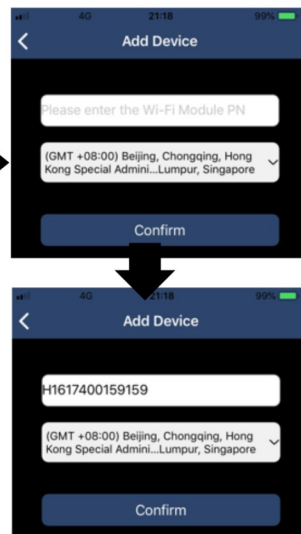 4G 21:18 99%
Add Device
Please enter the Wi-Fi Module PN
(GMT +08:00) Beijing, Chongqing, Hong
Kong Special Admini...Lumpur, Singapore
Confirm
4G 21:18 99%
Add Device
H1617400159159
(GMT +08:00) Beijing, Chongqing, Hong
Kong Special Admini...Lumpur, Singapore
Confirm